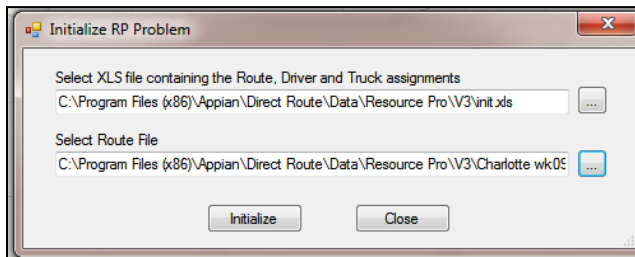 Initialize RP Problem
Select XLS file containing the Route, Driver and Truck assignments
C:\Program Files (x86)\Appian\Direct Route\Data\Resource Pro\V3\init.xls
...
Select Route File
C:\Program Files (x86)\Appian\Direct Route\Data\Resource Pro\V3\Charlotte wk09
...
Initialize
Close